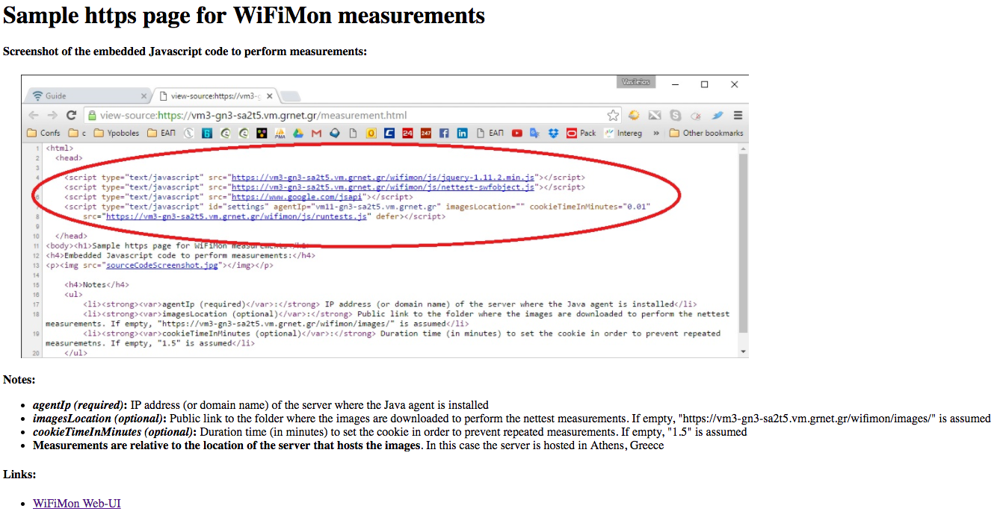 Sample https page for WiFiMon measurements
Screenshot of the embedded Javascript code to perform measurements:
Vasileios
Guide
view-source:https://vm3-g
view-source:https://vm3-gn3-sa2t5.vm.grnet.gr/measurement.html
Confs c Ypoboles ΕΑΠ PMA 24 247 ΕΑΠ Pack Intereg » Other bookmarks
1 <html>
2 <head>
3
4 <script type="text/javascript" src="https://vm3-gn3-sa2t5.vm.grnet.gr/wifimon/js/jquery-1.11.2.min.js"></script>
<script type="text/javascript" src="https://vm3-gn3-sa2t5.vm.grnet.gr/wifimon/js/nettest-swfobject.js"></script>
6 <script type="text/javascript" src="https://www.google.com/jsapi"></script>
<script type="text/javascript" id="settings" agentIp="vm11-gn3-sa2t5.vm.grnet.gr" imagesLocation="" cookieTimeInMinutes="0.01"
8 src="https://vm3-gn3-sa2t5.vm.grnet.gr/wifimon/js/runtests.js" defer></script>
9
10 </head>
11 <body><h1>Sample https page for WiFiMon measurements</h1>
12 <h4>Embedded Javascript code to perform measurements:</h4>
13 <p><img src="sourceCodeScreenshot.jpg"></img></p>
14
15 <h4>Notes</h4>
16 <ul>
17 <li><strong><var>agentIp (required)</var>:</strong> IP address (or domain name) of the server where the Java agent is installed</li>
18 <li><strong><var>imagesLocation (optional)</var>:</strong> Public link to the folder where the images are downloaded to perform the nettest
measurements. If empty, "https://vm3-gn3-sa2t5.vm.grnet.gr/wifimon/images/" is assumed</li>
19 <li><strong><var>cookieTimeInMinutes (optional)</var>:</strong> Duration time (in minutes) to set the cookie in order to prevent repeated
measuremetns. If empty, "1.5" is assumed</li>
20 </ul>
Notes:
• agentIp (required): IP address (or domain name) of the server where the Java agent is installed
• imagesLocation (optional): Public link to the folder where the images are downloaded to perform the nettest measurements. If empty, "https://vm3-gn3-sa2t5.vm.grnet.gr/wifimon/images/" is assumed
• cookieTimeInMinutes (optional): Duration time (in minutes) to set the cookie in order to prevent repeated measurements. If empty, "1.5" is assumed
• Measurements are relative to the location of the server that hosts the images. In this case the server is hosted in Athens, Greece
Links:
• WiFiMon Web-UI